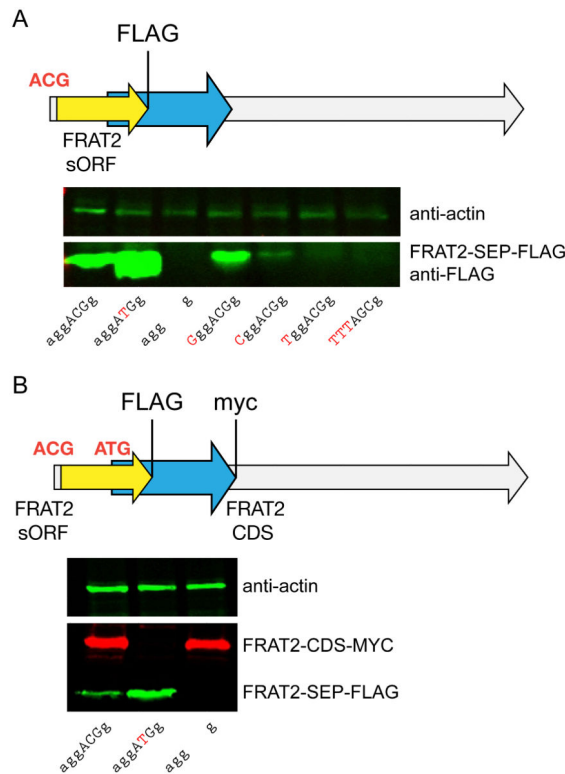 A
FLAG
ACG
FRAT2
sORF
anti-actin
FRAT2-SEP-FLAG
anti-FLAG
aggACGg
aggATGg
agg g
GggACGg
CggACGg
TggACGg
TTTAGCg
B
FLAG myc
ACG ATG
FRAT2
sORF
FRAT2
CDS
anti-actin
FRAT2-CDS-MYC
FRAT2-SEP-FLAG
aggACGg
aggATGg
agg g